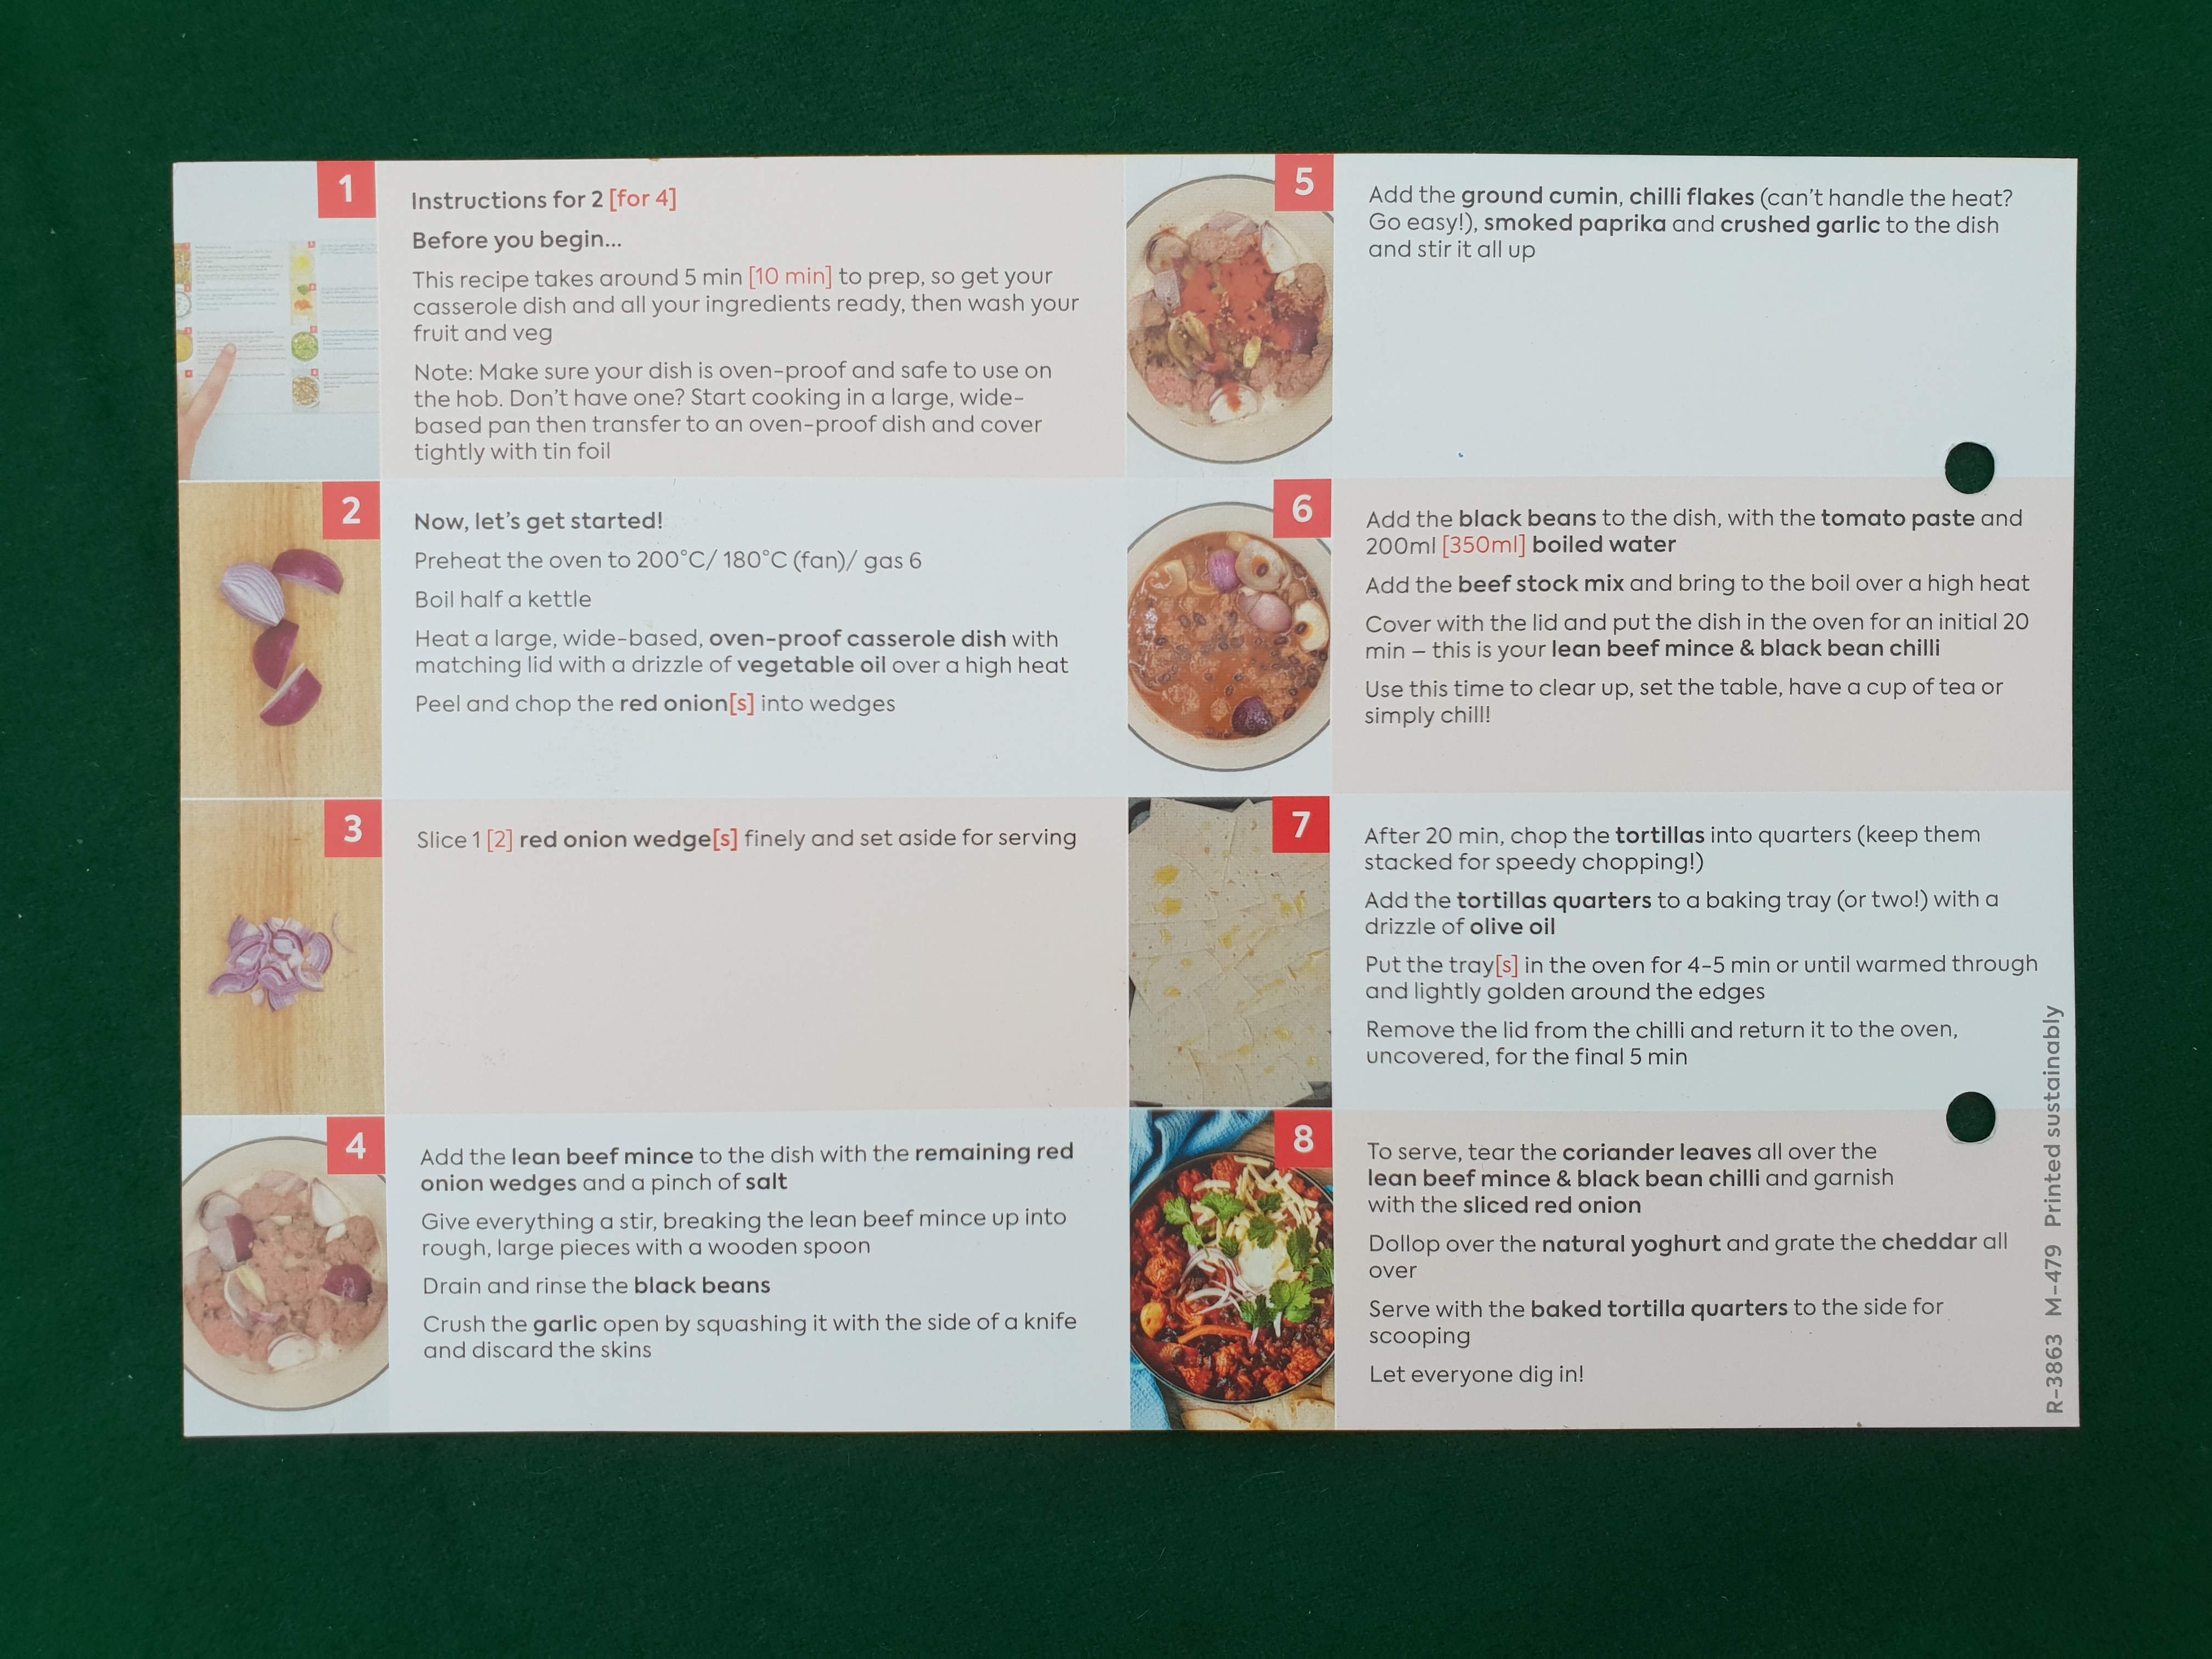 1
Instructions for 2 [for 4]
Before you begin...
This recipe takes around 5 min [10 min] to prep, so get your
casserole dish and all your ingredients ready, then wash your
fruit and veg
Note: Make sure your dish is oven-proof and safe to use on
the hob. Don't have one? Start cooking in a large, wide-
based pan then transfer to an oven-proof dish and cover
tightly with tin foil
2
Now, let's get started!
Preheat the oven to 200°C/ 180°C (fan)/ gas 6
Boil half a kettle
Heat a large, wide-based, oven-proof casserole dish with
matching lid with a drizzle of vegetable oil over a high heat
Peel and chop the red onion[s] into wedges
3
Slice 1 [2] red onion wedge[s] finely and set aside for serving
4
Add the lean beef mince to the dish with the remaining red
onion wedges and a pinch of salt
Give everything a stir, breaking the lean beef mince up into
rough, large pieces with a wooden spoon
Drain and rinse the black beans
Crush the garlic open by squashing it with the side of a knife
and discard the skins
5
Add the ground cumin, chilli flakes (can't handle the heat?
Go easy!), smoked paprika and crushed garlic to the dish
and stir it all up
6
Add the black beans to the dish, with the tomato paste and
200ml [350ml] boiled water
Add the beef stock mix and bring to the boil over a high heat
Cover with the lid and put the dish in the oven for an initial 20
min – this is your lean beef mince & black bean chilli
Use this time to clear up, set the table, have a cup of tea or
simply chill!
7
After 20 min, chop the tortillas into quarters (keep them
stacked for speedy chopping!)
Add the tortillas quarters to a baking tray (or two!) with a
drizzle of olive oil
Put the tray[s] in the oven for 4-5 min or until warmed through
and lightly golden around the edges
Remove the lid from the chilli and return it to the oven,
uncovered, for the final 5 min
8
To serve, tear the coriander leaves all over the
lean beef mince & black bean chilli and garnish
with the sliced red onion
Dollop over the natural yoghurt and grate the cheddar all
over
Serve with the baked tortilla quarters to the side for
scooping
Let everyone dig in!
R-3863 M-479 Printed sustainably